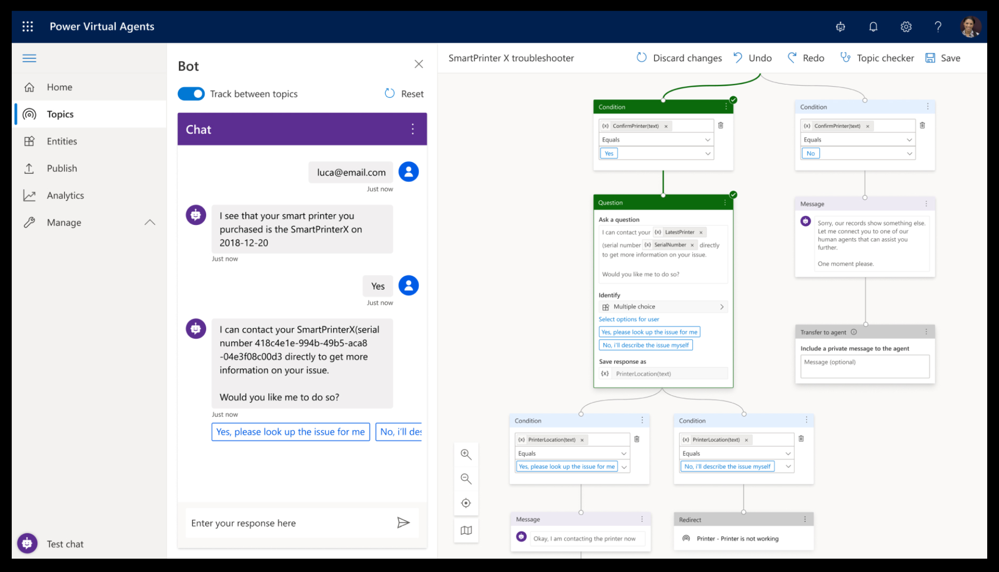 Power Virtual Agents
Home
Topics
Entities
Publish
Analytics
Manage
Test chat
Bot
Track between topics
Reset
Chat
luca@email.com
Just now
I see that your smart printer you
purchased is the SmartPrinterX on
2018-12-20
Just now
Yes
Just now
I can contact your SmartPrinterX(serial
number 418c4e1e-994b-49b5-aca8
-04e3f08c00d3 directly to get more
information on your issue.
Would you like me to do so?
Just now
Yes, please look up the issue for me
No, i'll des
Enter your response here
SmartPrinter X troubleshooter
Discard changes
Undo
Redo
Topic checker
Save
Condition
{x} ConfirmPrinter(text) ×
Equals
Yes
Condition
{x} ConfirmPrinter(text) ×
Equals
No
Question
Ask a question
I can contact your {x} LatestPrinter ×
(serial number {x} SerialNumber × directly
to get more information on your issue.
Would you like me to do so?
Identify
Multiple choice
Select options for user
Yes, please look up the issue for me
No, i'll describe the issue myself
Save response as
{x} PrinterLocation(text)
Message
Sorry, our records show something else.
Let me connect you to one of our
human agents that can assist you
further.
One moment please.
Transfer to agent
Include a private message to the agent
Message (optional)
Condition
{x} PrinterLocation(text) ×
Equals
Yes, please look up the issue for me
Condition
{x} PrinterLocation(text) ×
Equals
No, i'll describe the issue myself
Message
Okay, I am contacting the printer now
Redirect
Printer - Printer is not working